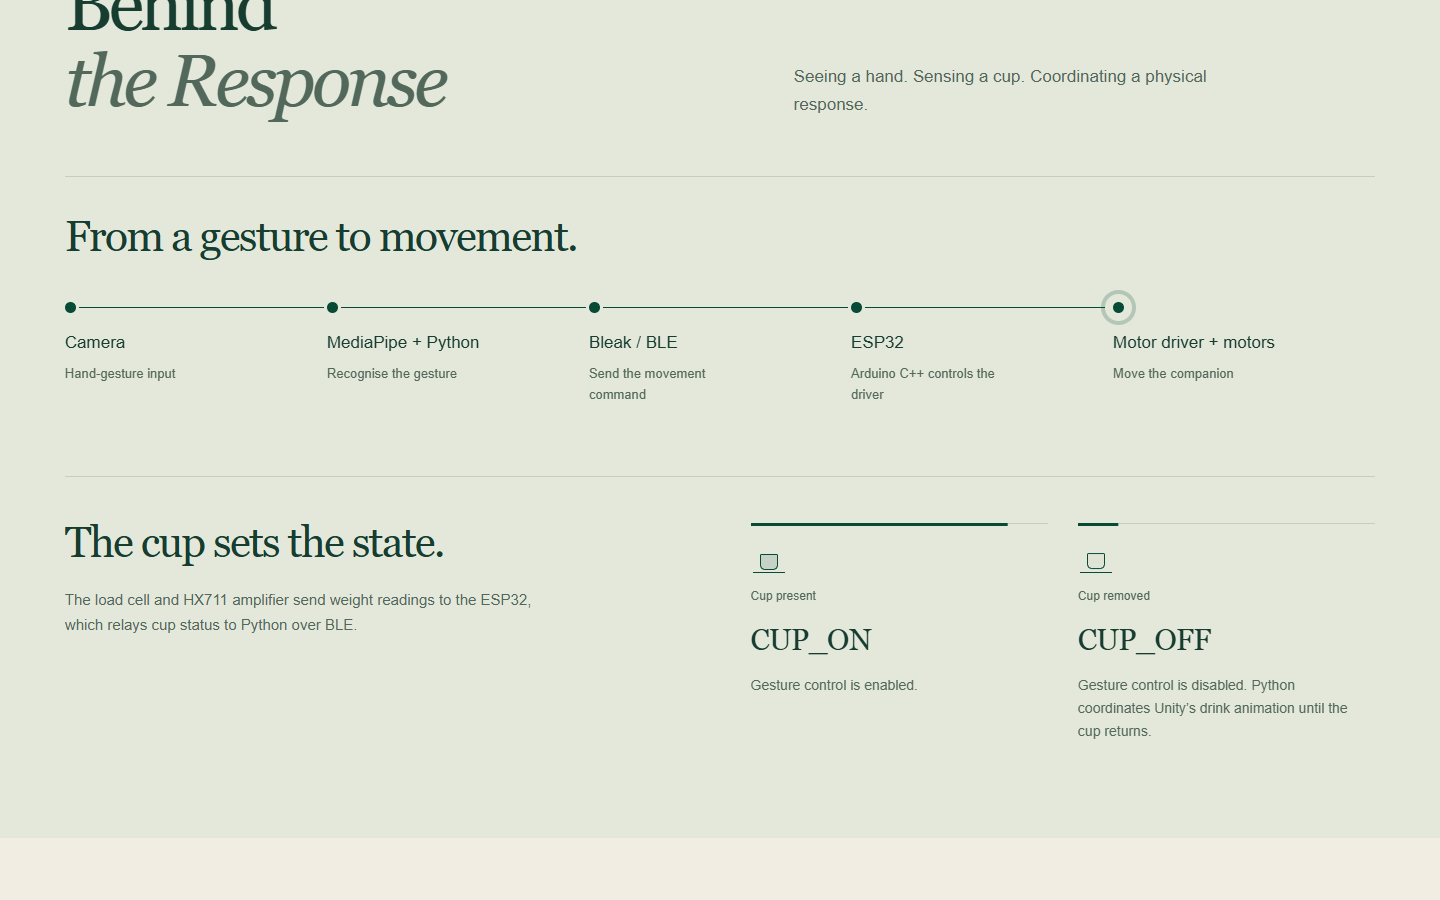 Behind
the Response
Seeing a hand. Sensing a cup. Coordinating a physical
response.
From a gesture to movement.
Camera
Hand-gesture input
MediaPipe + Python
Recognise the gesture
Bleak / BLE
Send the movement
command
ESP32
Arduino C++ controls the
driver
Motor driver + motors
Move the companion
The cup sets the state.
The load cell and HX711 amplifier send weight readings to the ESP32,
which relays cup status to Python over BLE.
Cup present
CUP_ON
Gesture control is enabled.
Cup removed
CUP_OFF
Gesture control is disabled. Python
coordinates Unity’s drink animation until the
cup returns.